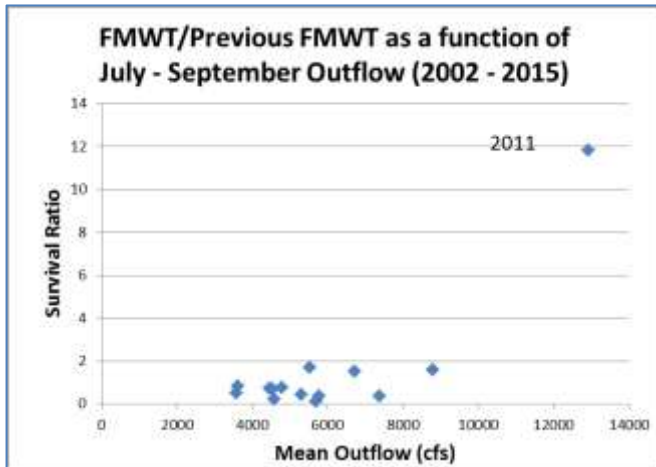 FMWT/Previous FMWT as a function of
July - September Outflow (2002 - 2015)
14
12
10
8
6
4
2
0
Survival Ratio
2011
0 2000 4000 6000 8000 10000 12000 14000
Mean Outflow (cfs)